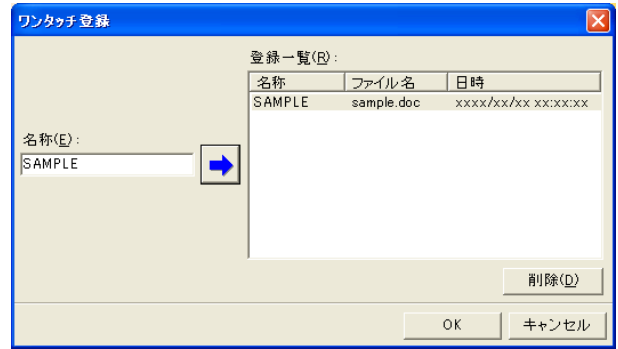 ワンタッチ登録
登録一覧(R):
名称 ファイル名 日時
SAMPLE sample.doc xxxx/xx/xx xx:xx:xx
名称(E):
SAMPLE
削除(D)
OK キャンセル